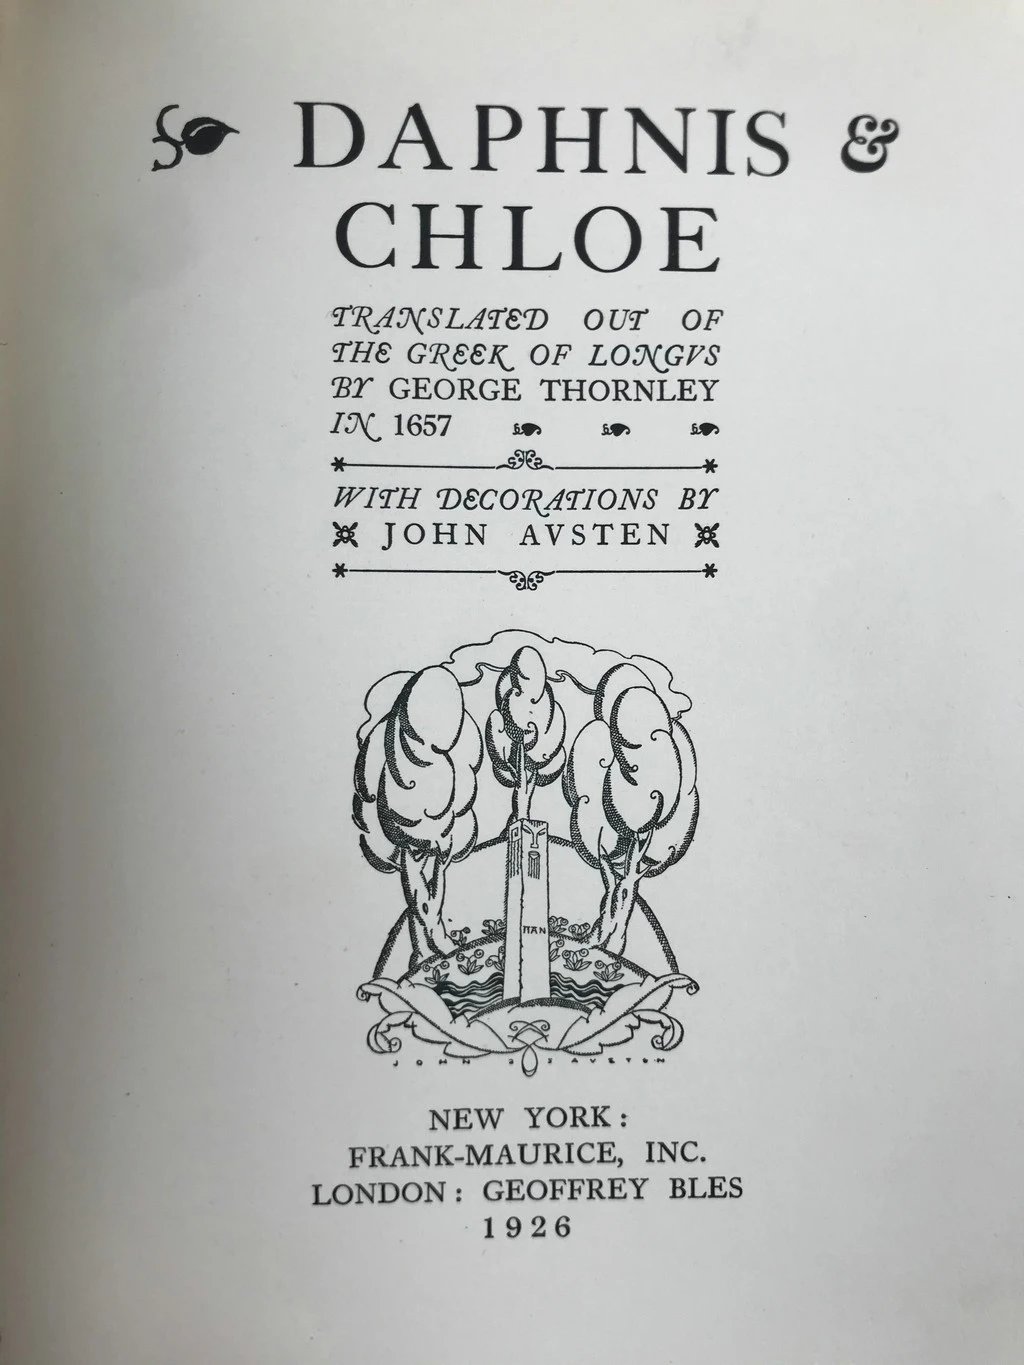 DAPHNIS &
CHLOE
TRANSLATED OUT OF
THE GREEK OF LONGVS
BY GEORGE THORNLEY
IN 1657
WITH DECORATIONS BY
JOHN AVSTEN
ΠΑΝ
JOHN AVSTEN
NEW YORK:
FRANK-MAURICE, INC.
LONDON: GEOFFREY BLES
1926